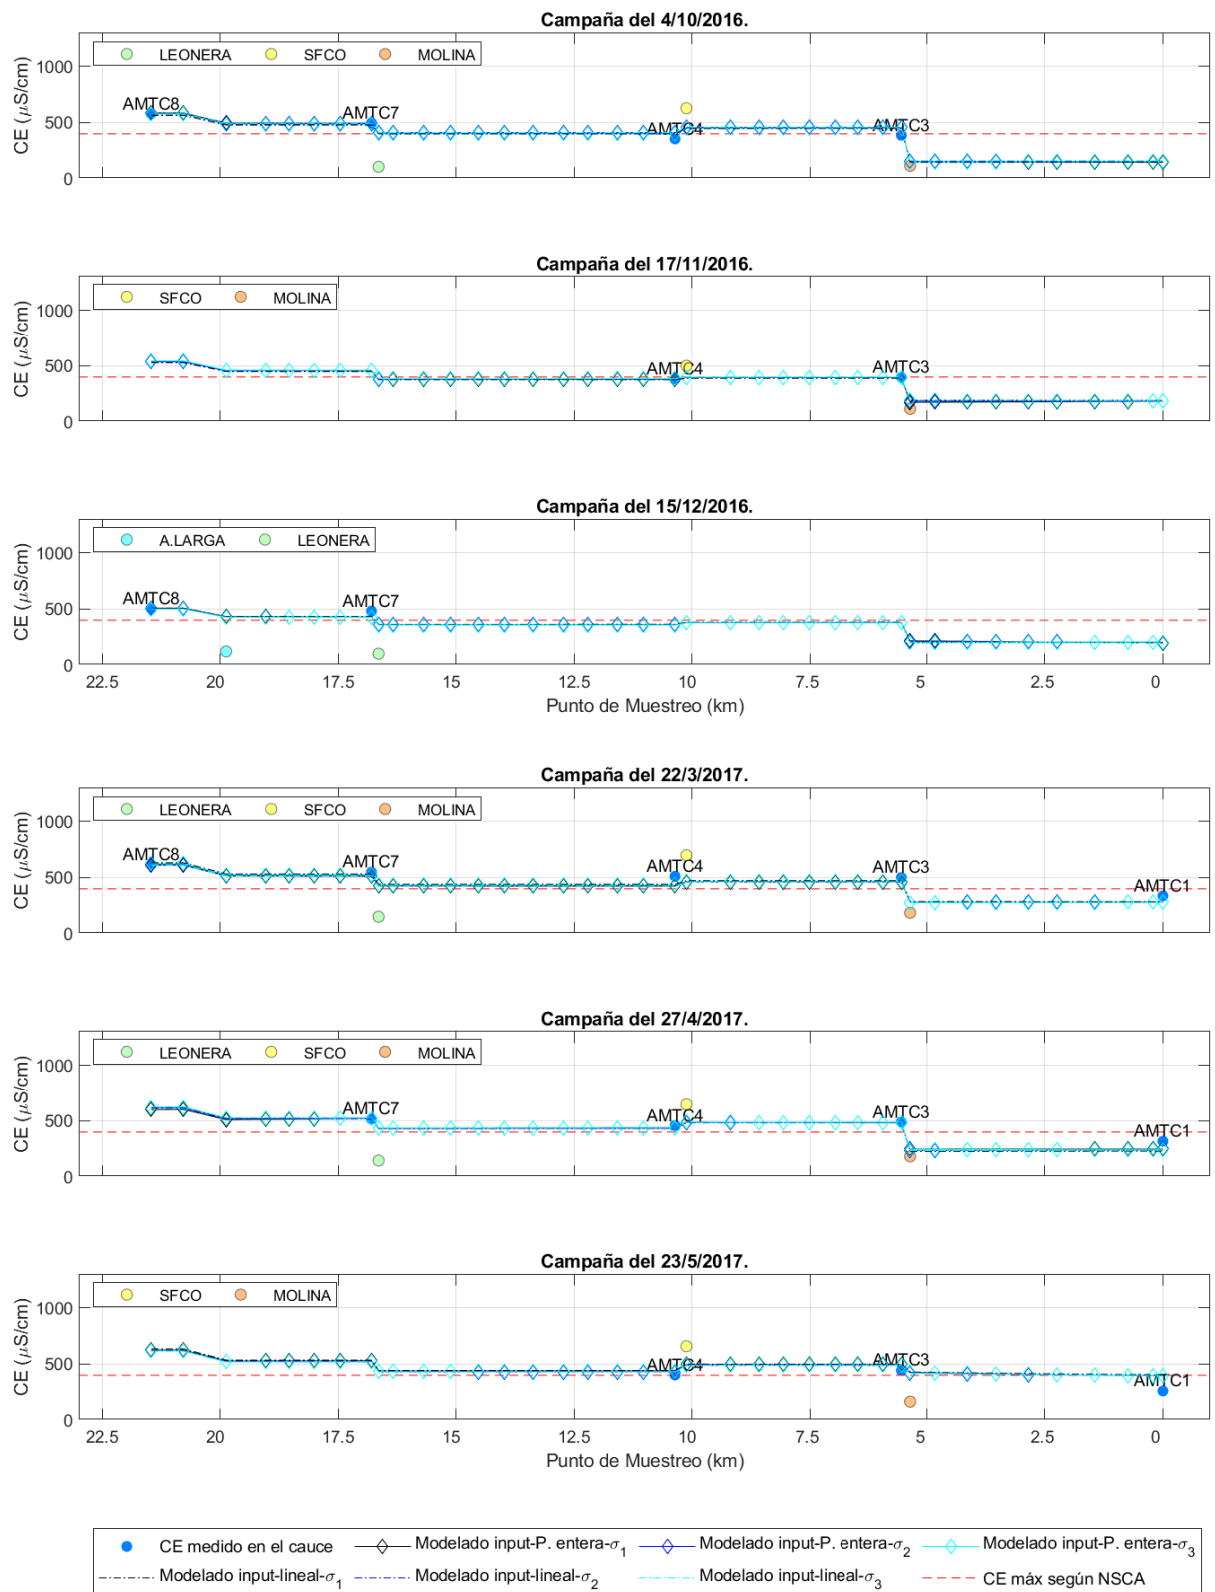 Campaña del 4/10/2016.
LEONERA SFCO MOLINA
1000
500
0
CE (μS/cm)
AMTC8
AMTC7
AMTC4
AMTC3
Campaña del 17/11/2016.
SFCO MOLINA
1000
500
0
CE (μS/cm)
AMTC4
AMTC3
Campaña del 15/12/2016.
A.LARGA LEONERA
1000
500
0
CE (μS/cm)
AMTC8
AMTC7
22.5 20 17.5 15 12.5 10 7.5 5 2.5 0
Punto de Muestreo (km)
Campaña del 22/3/2017.
LEONERA SFCO MOLINA
1000
500
0
CE (μS/cm)
AMTC8
AMTC7
AMTC4
AMTC3
AMTC1
Campaña del 27/4/2017.
LEONERA SFCO MOLINA
1000
500
0
CE (μS/cm)
AMTC7
AMTC4
AMTC3
AMTC1
Campaña del 23/5/2017.
SFCO MOLINA
1000
500
0
CE (μS/cm)
AMTC4
AMTC3
AMTC1
22.5 20 17.5 15 12.5 10 7.5 5 2.5 0
Punto de Muestreo (km)
CE medido en el cauce Modelado input-P. entera-σ1 Modelado input-P. entera-σ2 Modelado input-P. entera-σ3
Modelado input-lineal-σ1 Modelado input-lineal-σ2 Modelado input-lineal-σ3 CE máx según NSCA